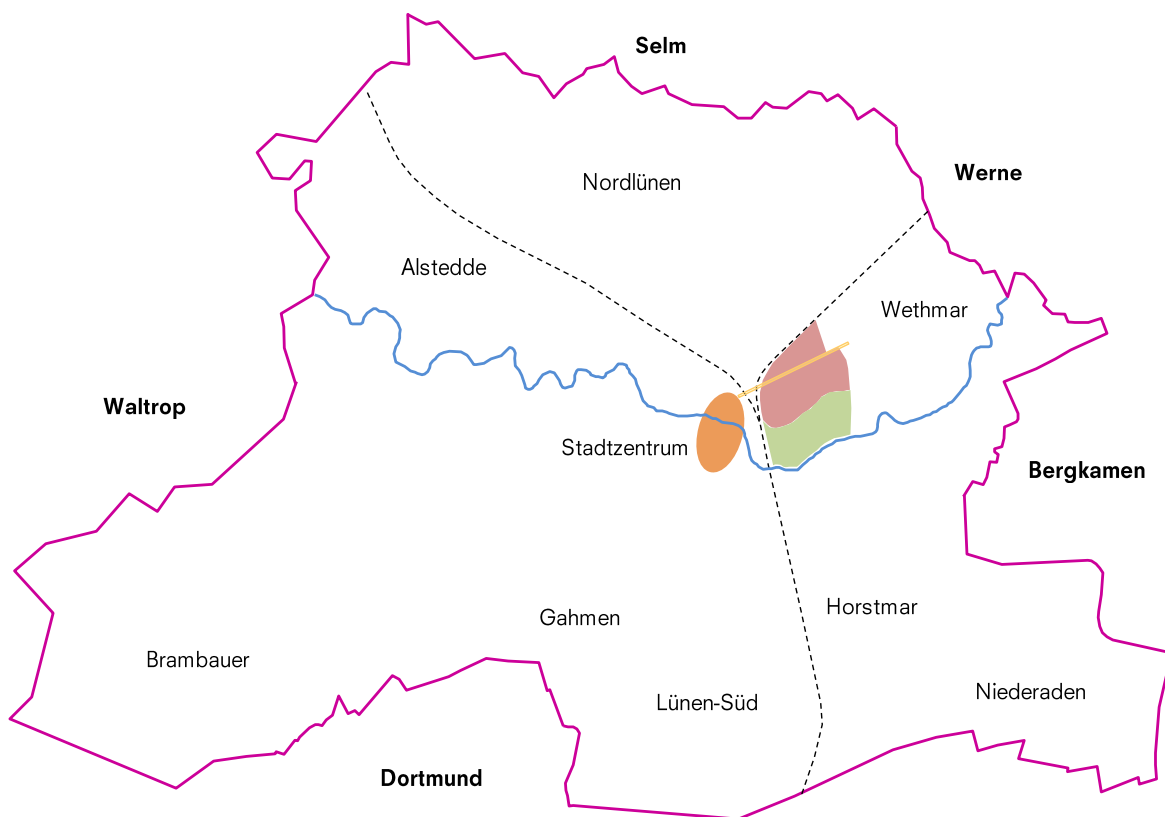 Selm
Werne
Nordlünen
Alstedde
Wethmar
Waltrop
Stadtzentrum
Bergkamen
Horstmar
Gahmen
Brambauer
Niederaden
Lünen-Süd
Dortmund